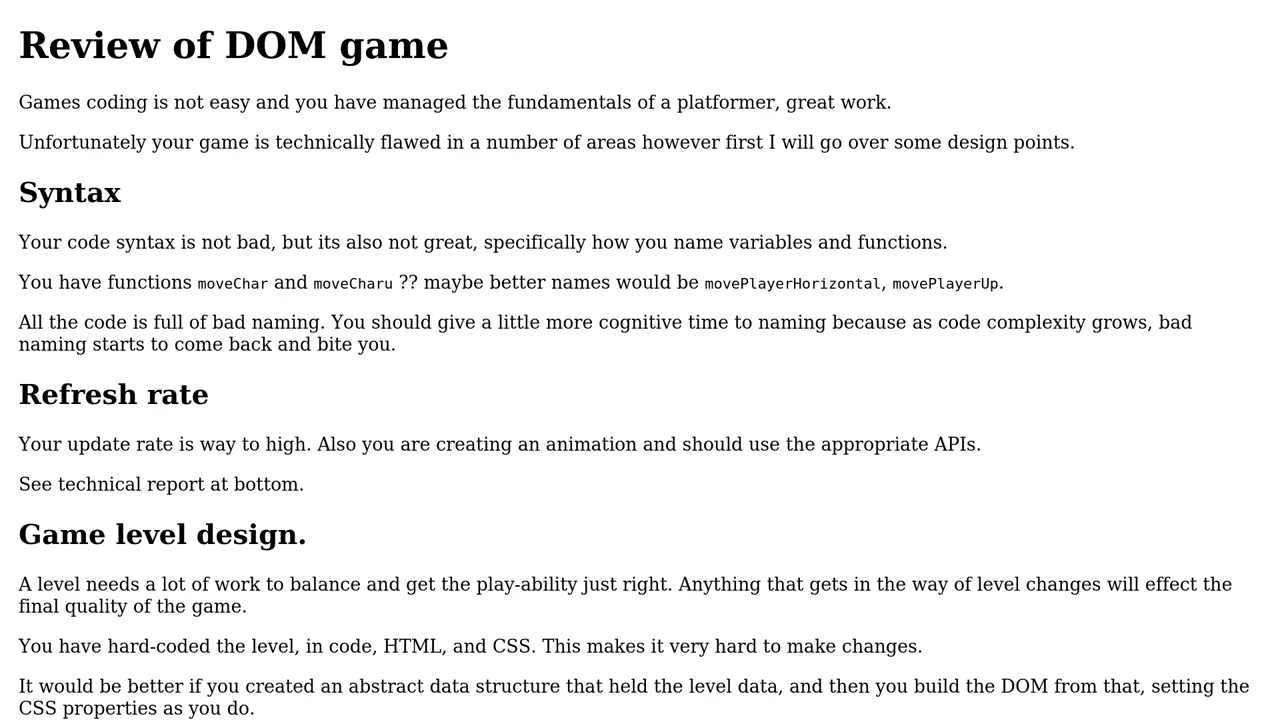 Review of DOM game
Games coding is not easy and you have managed the fundamentals of a platformer, great work.
Unfortunately your game is technically flawed in a number of areas however first I will go over some design points.
Syntax
Your code syntax is not bad, but its also not great, specifically how you name variables and functions.
You have functions moveChar and moveCharu ?? maybe better names would be movePlayerHorizontal, movePlayerUp.
All the code is full of bad naming. You should give a little more cognitive time to naming because as code complexity grows, bad
naming starts to come back and bite you.
Refresh rate
Your update rate is way to high. Also you are creating an animation and should use the appropriate APIs.
See technical report at bottom.
Game level design.
A level needs a lot of work to balance and get the play-ability just right. Anything that gets in the way of level changes will effect the
final quality of the game.
You have hard-coded the level, in code, HTML, and CSS. This makes it very hard to make changes.
It would be better if you created an abstract data structure that held the level data, and then you build the DOM from that, setting the
CSS properties as you do.